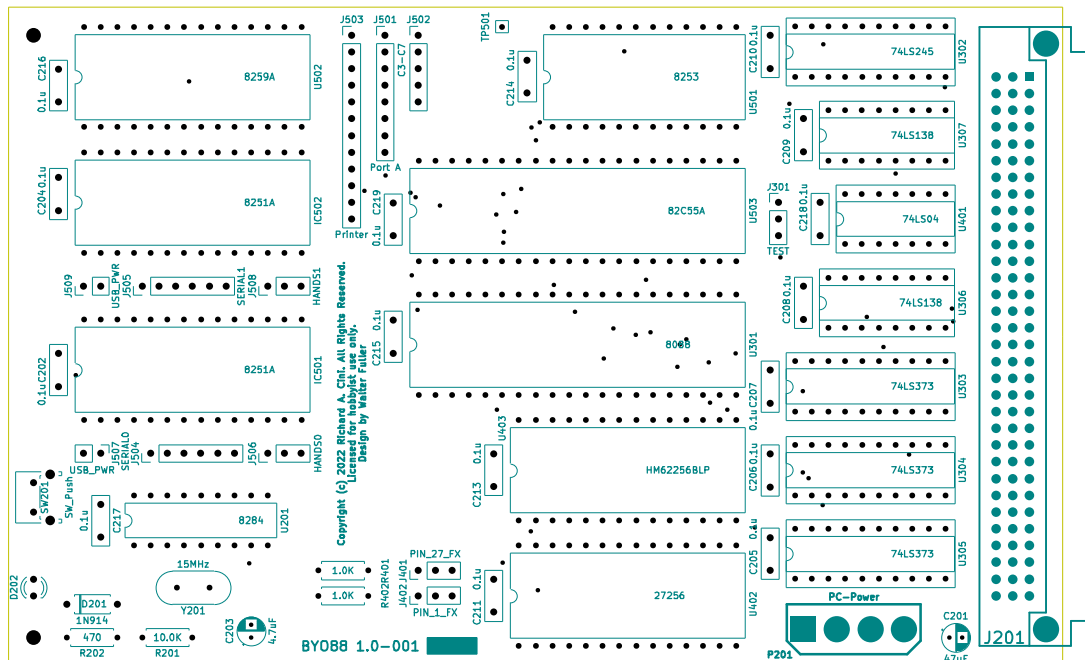 J503
J501
J502
TP501
C216
0.1u
8259A
U502
C3-C7
C214
0.1u
8253
U501
C210
0.1u
74LS245
U302
C209
0.1u
74LS138
U307
C204
0.1u
8251A
IC502
Port A
Printer
C219
0.1u
82C55A
U503
J301
TEST
C218
0.1u
74LS04
U401
J509
USB_PWR
J505
SERIAL1
J508
HANDS1
C208
0.1u
74LS138
U306
C202
0.1u
8251A
IC501
C215
0.1u
8088
U301
C207
0.1u
74LS373
U303
Copyright (c) 2022 Richard A. Cini. All Rights Reserved.
Licensed for hobbyist use only.
Design by Walter Fuller
USB_PWR
J507
SERIAL0
J504
J506
HANDS0
U403
C213
0.1u
HM62256BLP
C206
0.1u
74LS373
U304
SW201
SW_Push
0.1u
C217
8284
U201
C205
0.1u
74LS373
U305
D202
15MHz
Y201
D201
1N914
1.0K
R401
1.0K
R402
PIN_27_FX
J401
J402
PIN_1_FX
C211
0.1u
27256
U402
470
R202
10.0K
R201
C203
4.7uF
BYO88 1.0-001
PC-Power
P201
C201
47uF
J201